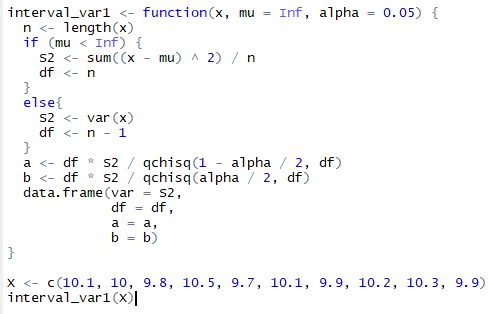 interval_var1 <- function(x, mu = Inf, alpha = 0.05) {
  n <- length(x)
  if (mu < Inf) {
    S2 <- sum((x - mu) ^ 2) / n
    df <- n
  }
  else{
    S2 <- var(x)
    df <- n - 1
  }
  a <- df * S2 / qchisq(1 - alpha / 2, df)
  b <- df * S2 / qchisq(alpha / 2, df)
  data.frame(var = S2,
             df = df,
             a = a,
             b = b)
}
x <- c(10.1, 10, 9.8, 10.5, 9.7, 10.1, 9.9, 10.2, 10.3, 9.9)
interval_var1(x)